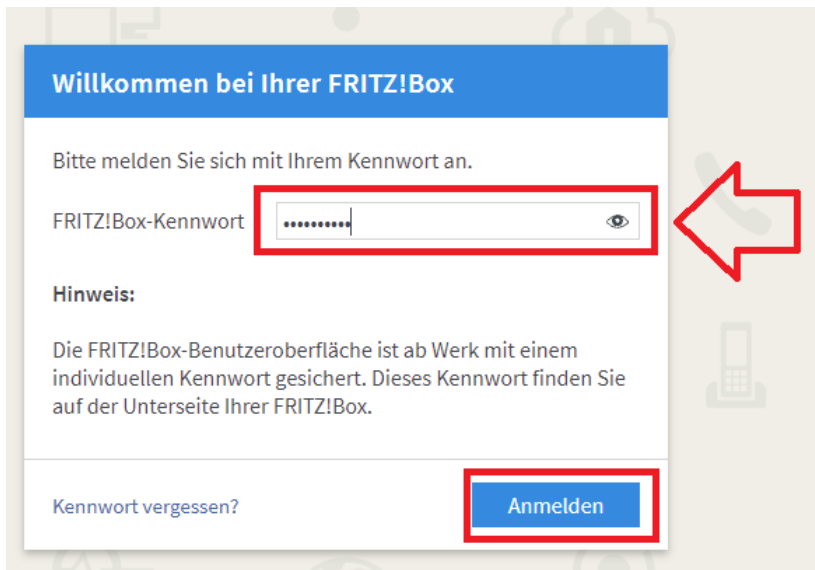 Willkommen bei Ihrer FRITZ!Box
Bitte melden Sie sich mit Ihrem Kennwort an.
FRITZ!Box-Kennwort ••••••••••
Hinweis:
Die FRITZ!Box-Benutzeroberfläche ist ab Werk mit einem
individuellen Kennwort gesichert. Dieses Kennwort finden Sie
auf der Unterseite Ihrer FRITZ!Box.
Kennwort vergessen? Anmelden